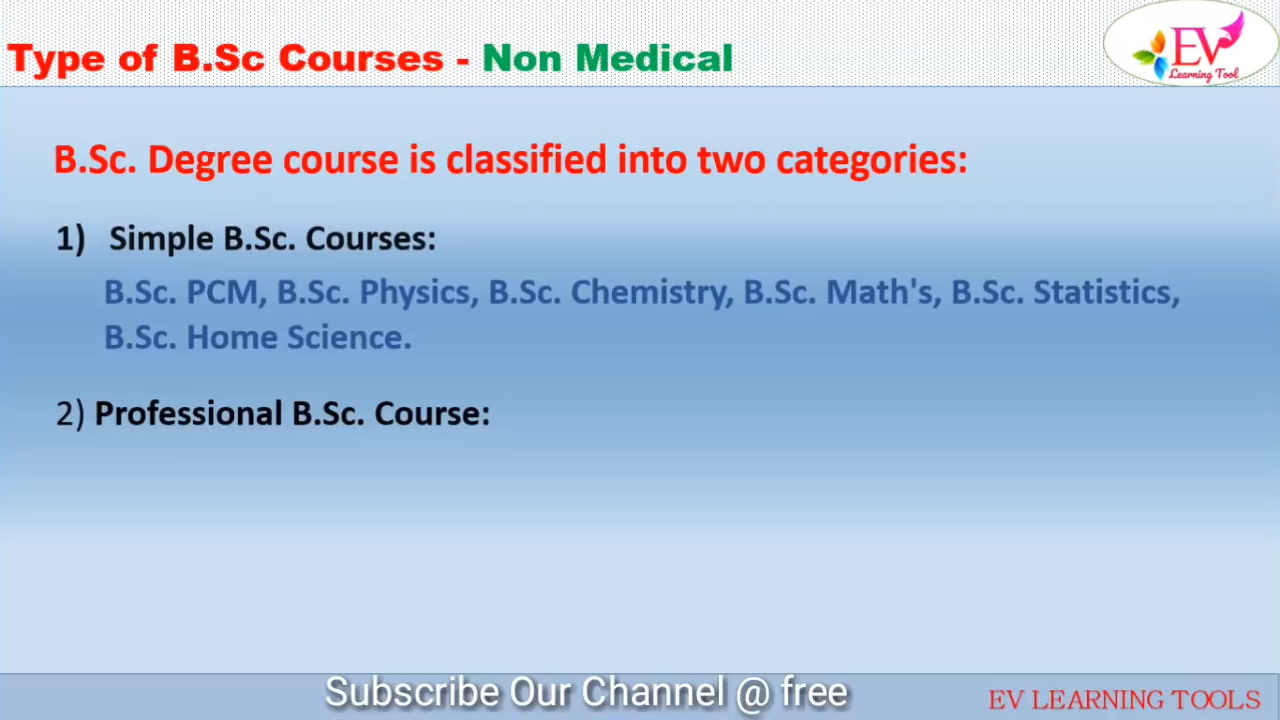 Type of B.Sc Courses - Non Medical
EV
Learning Tool
B.Sc. Degree course is classified into two categories:
1) Simple B.Sc. Courses:
B.Sc. PCM, B.Sc. Physics, B.Sc. Chemistry, B.Sc. Math's, B.Sc. Statistics,
B.Sc. Home Science.
2) Professional B.Sc. Course:
Subscribe Our Channel @ free
EV LEARNING TOOLS